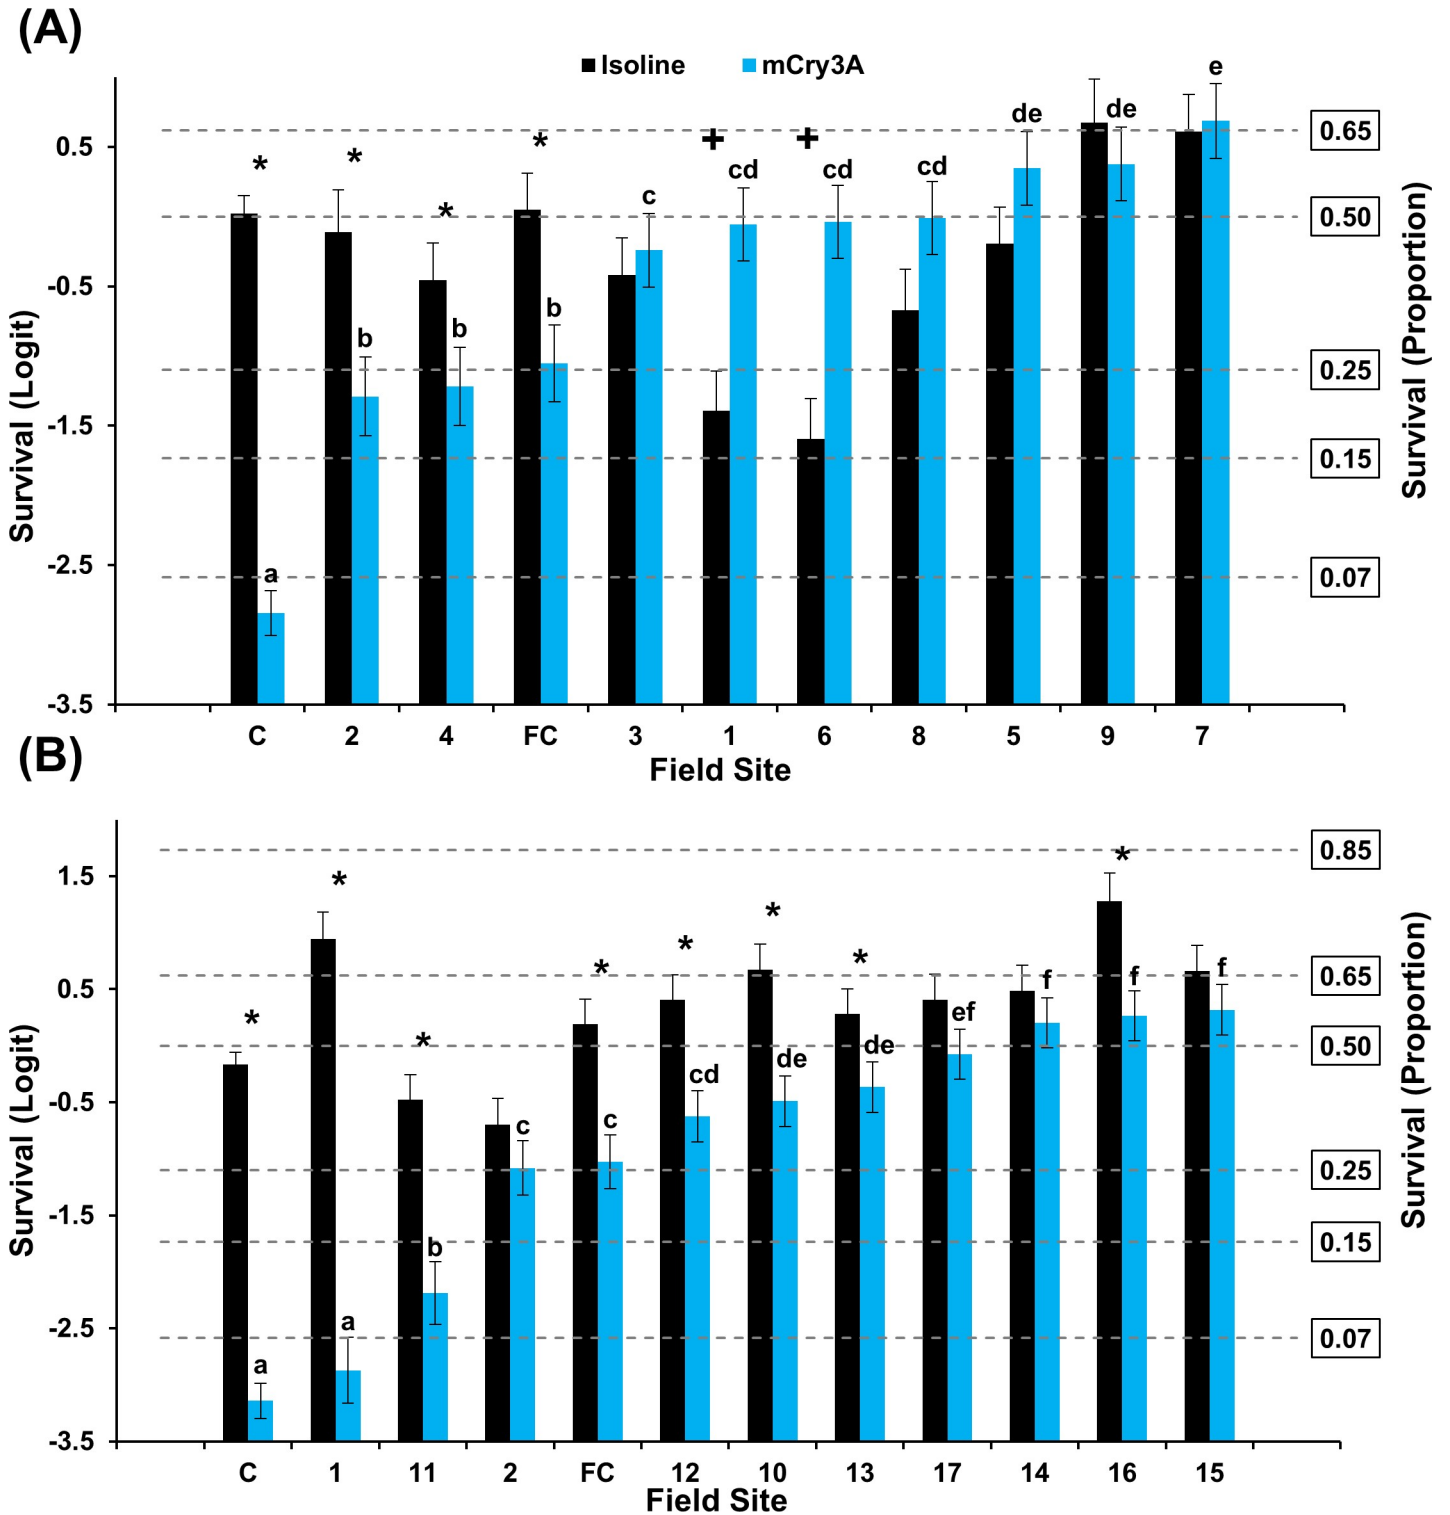 (A)
Isoline mCry3A
e
de de
0.65
0.5
* * * + +
cd cd cd
c
*
0.50
-0.5
b b b
0.25
-1.5
0.15
-2.5
a
0.07
-3.5
Survival (Logit)
Survival (Proportion)
C 2 4 FC 3 1 6 8 5 9 7
Field Site
(B)
0.85
*
1.5
*
*
*
* *
0.65
f f f
0.5
*
ef
*
0.50
de de
cd
-0.5
c c
0.25
-1.5
b
0.15
-2.5
a
0.07
a
-3.5
Survival (Logit)
Survival (Proportion)
C 1 11 2 FC 12 10 13 17 14 16 15
Field Site